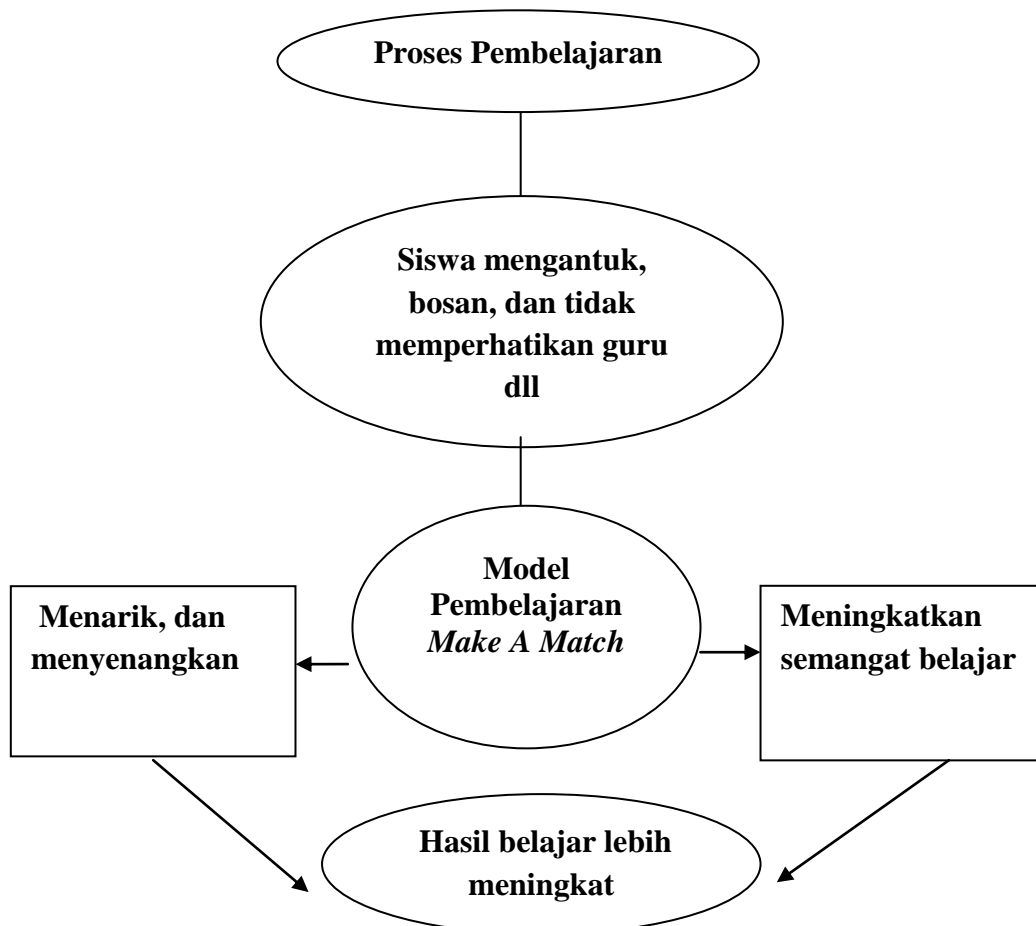 Proses Pembelajaran
Siswa mengantuk,
bosan, dan tidak
memperhatikan guru
dll
Model
Pembelajaran
Make A Match
Menarik, dan
menyenangkan
Meningkatkan
semangat belajar
Hasil belajar lebih
meningkat